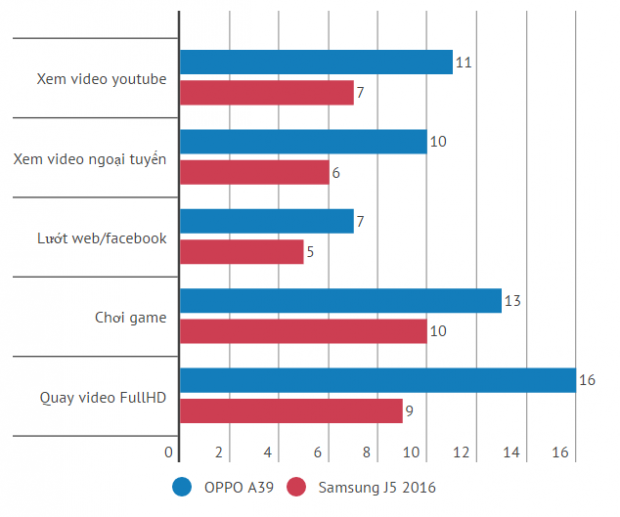 Xem video youtube
11
7
Xem video ngoại tuyến
10
6
Lướt web/facebook
7
5
Chơi game
13
10
Quay video FullHD
16
9
0 2 4 6 8 10 12 14 16
OPPO A39 Samsung J5 2016